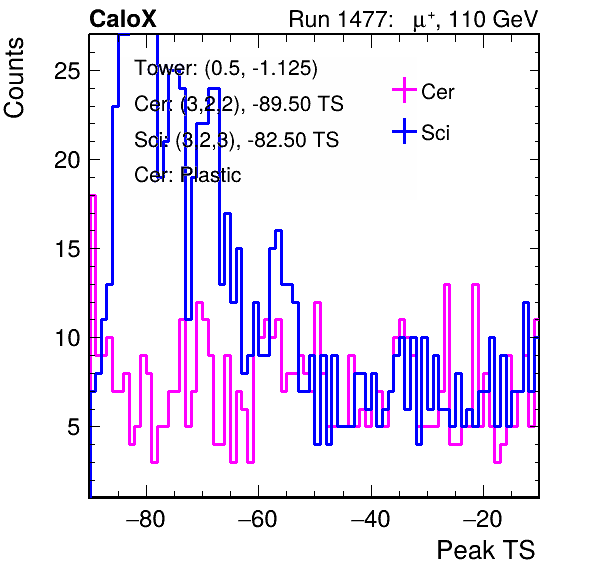 CaloX Run 1477: μ⁺, 110 GeV
Counts
Tower: (0.5, -1.125)
Cer: (3,2,2), -89.50 TS
Sci: (3,2,3), -82.50 TS
Cer: Plastic
Cer
Sci
25
20
15
10
5
−80 −60 −40 −20
Peak TS